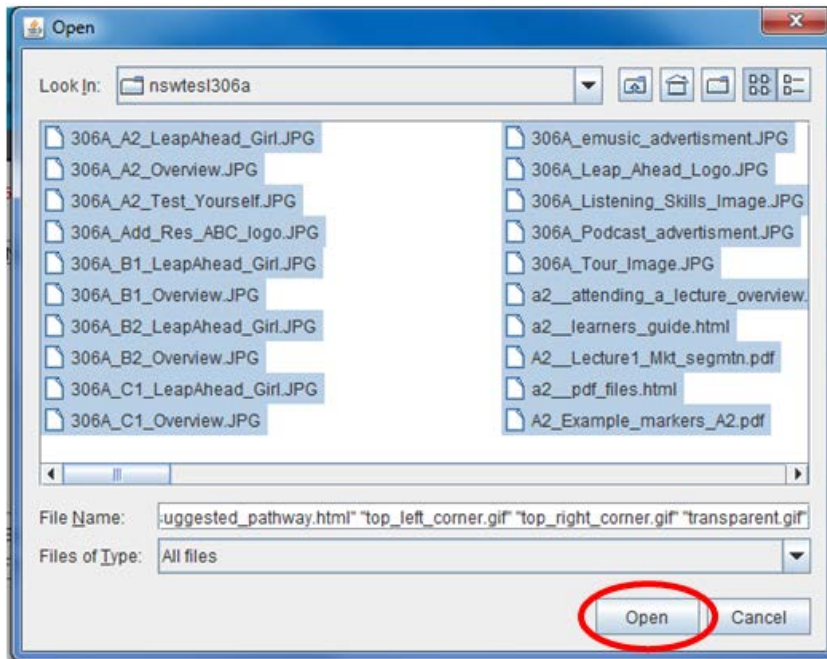 Open
Look In: nswtesl306a
306A_A2_LeapAhead_Girl.JPG
306A_A2_Overview.JPG
306A_A2_Test_Yourself.JPG
306A_Add_Res_ABC_logo.JPG
306A_B1_LeapAhead_Girl.JPG
306A_B1_Overview.JPG
306A_B2_LeapAhead_Girl.JPG
306A_B2_Overview.JPG
306A_C1_LeapAhead_Girl.JPG
306A_C1_Overview.JPG
306A_emusic_advertisment.JPG
306A_Leap_Ahead_Logo.JPG
306A_Listening_Skills_Image.JPG
306A_Podcast_advertisment.JPG
306A_Tour_Image.JPG
a2__attending_a_lecture_overview.
a2__learners_guide.html
A2__Lecture1_Mkt_segmtn.pdf
a2__pdf_files.html
A2_Example_markers_A2.pdf
File Name: uggested_pathway.html" "top_left_corner.gif" "top_right_corner.gif" "transparent.gif"
Files of Type: All files
Open Cancel